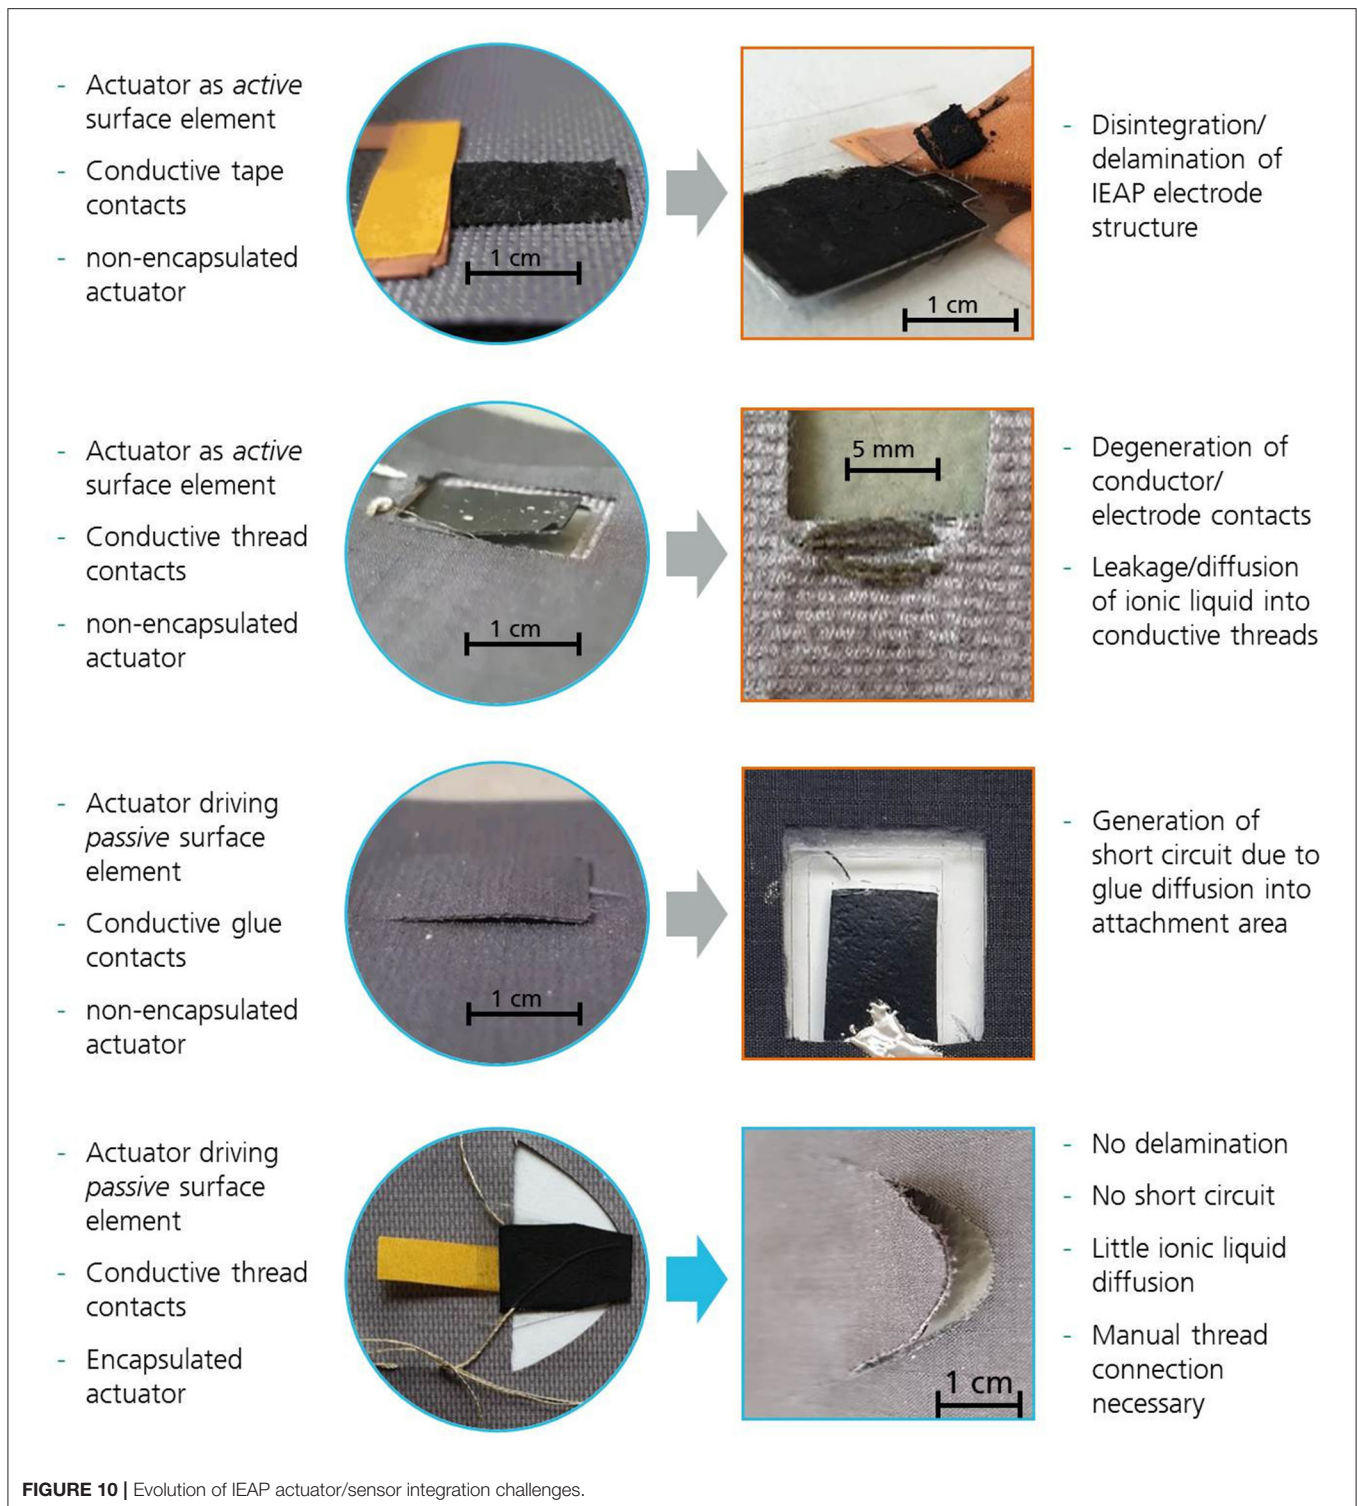 - Actuator as active
surface element
- Conductive tape
contacts
- non-encapsulated
actuator
1 cm
1 cm
- Disintegration/
delamination of
IEAP electrode
structure
- Actuator as active
surface element
- Conductive thread
contacts
- non-encapsulated
actuator
1 cm
5 mm
- Degeneration of
conductor/
electrode contacts
- Leakage/diffusion
of ionic liquid into
conductive threads
- Actuator driving
passive surface
element
- Conductive glue
contacts
- non-encapsulated
actuator
1 cm
- Generation of
short circuit due to
glue diffusion into
attachment area
- Actuator driving
passive surface
element
- Conductive thread
contacts
- Encapsulated
actuator
1 cm
- No delamination
- No short circuit
- Little ionic liquid
diffusion
- Manual thread
connection
necessary
FIGURE 10 | Evolution of IEAP actuator/sensor integration challenges.